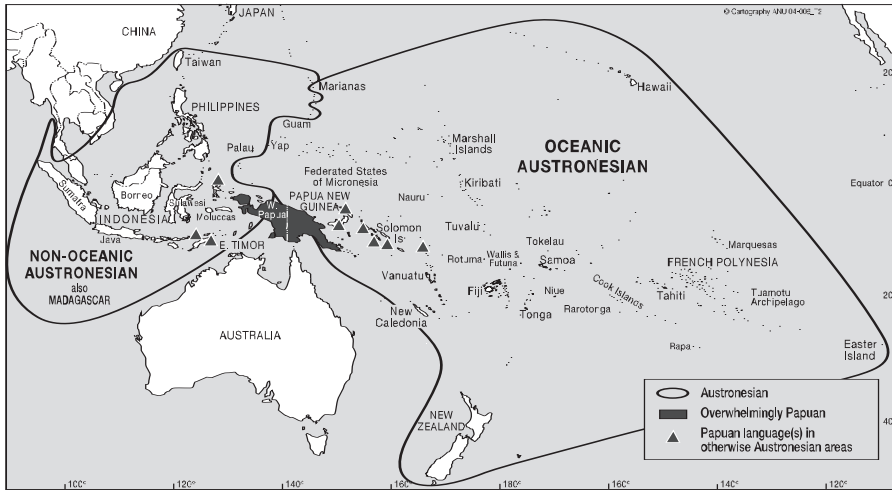 © Cartography ANU 04-006_T2
JAPAN
CHINA
Taiwan
Marianas
Hawaii
20
PHILIPPINES
Guam
Palau
Yap
Marshall
Islands
OCEANIC
AUSTRONESIAN
Federated States
of Micronesia
Kiribati
Equator 0
Sumatra
Borneo
Sulawesi
Moluccas
INDONESIA
Java
E. TIMOR
W.
Papua
PAPUA NEW
GUINEA
Nauru
Solomon
Is
Tuvalu
Tokelau
Marquesas
Rotuma
Wallis &
Futuna
Samoa
FRENCH POLYNESIA
NON-OCEANIC
AUSTRONESIAN
also
MADAGASCAR
Vanuatu
Fiji
Niue
Cook Islands
Tahiti
Tuamotu
Archipelago
20
New
Caledonia
Tonga
Rarotonga
AUSTRALIA
Rapa
Easter
Island
NEW
ZEALAND
Austronesian
Overwhelmingly Papuan
Papuan language(s) in
otherwise Austronesian areas
40
100°
120°
140°
160°
180°
160°
140°
120°